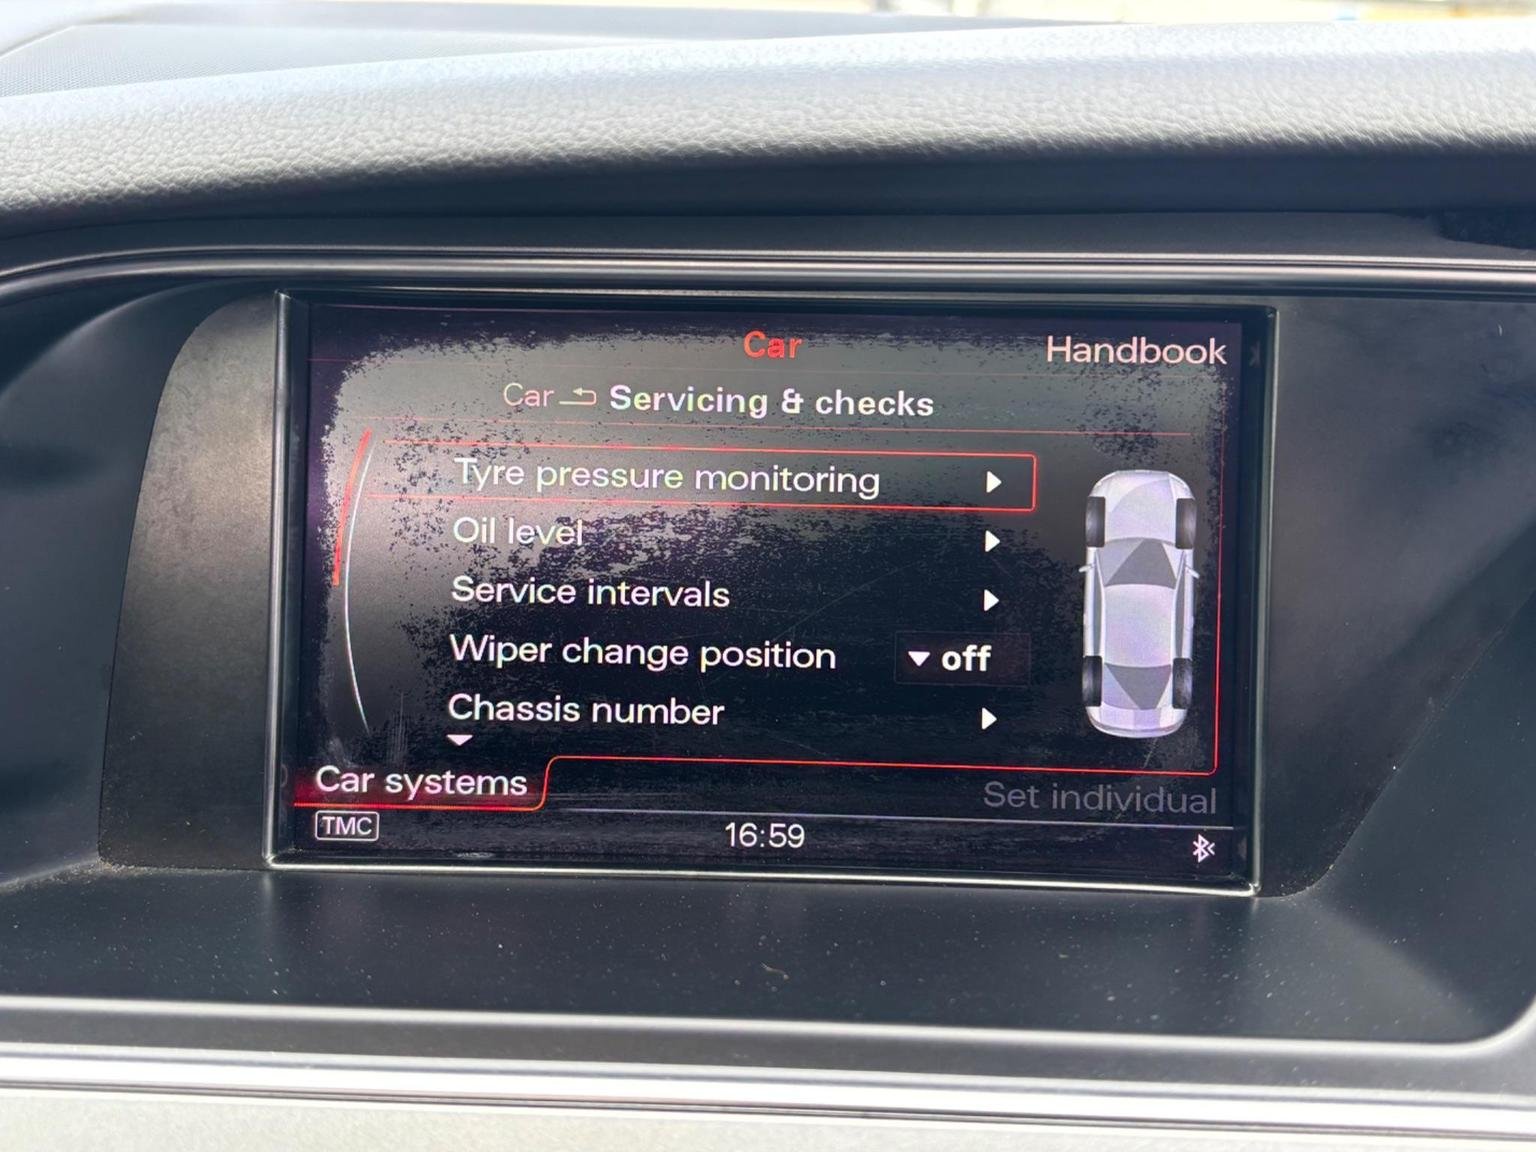 Car
Handbook
Car Servicing & checks
Tyre pressure monitoring
Oil level
Service intervals
Wiper change position off
Chassis number
Car systems
Set individual
TMC
16:59